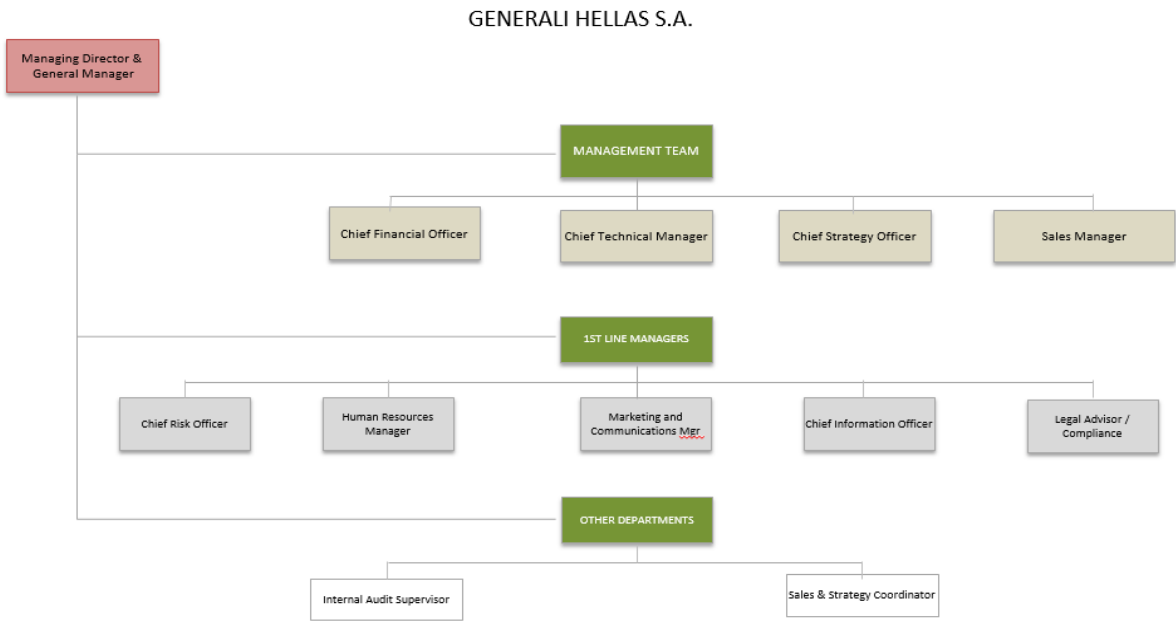 GENERALI HELLAS S.A.
Managing Director &
General Manager
MANAGEMENT TEAM
Chief Financial Officer
Chief Technical Manager
Chief Strategy Officer
Sales Manager
1ST LINE MANAGERS
Chief Risk Officer
Human Resources
Manager
Marketing and
Communications Mgr
Chief Information Officer
Legal Advisor /
Compliance
OTHER DEPARTMENTS
Internal Audit Supervisor
Sales & Strategy Coordinator